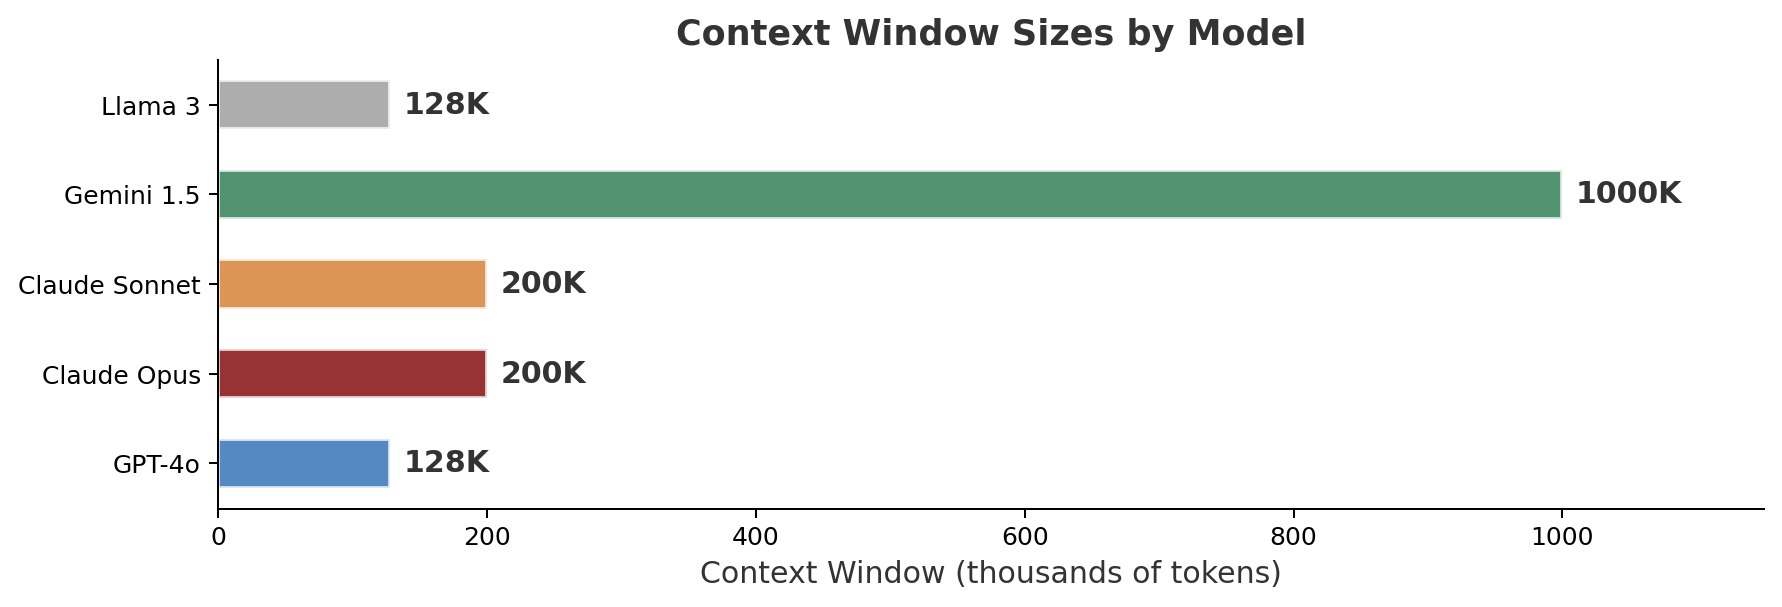 Context Window Sizes by Model
Llama 3 128K
Gemini 1.5 1000K
Claude Sonnet 200K
Claude Opus 200K
GPT-4o 128K
0 200 400 600 800 1000
Context Window (thousands of tokens)